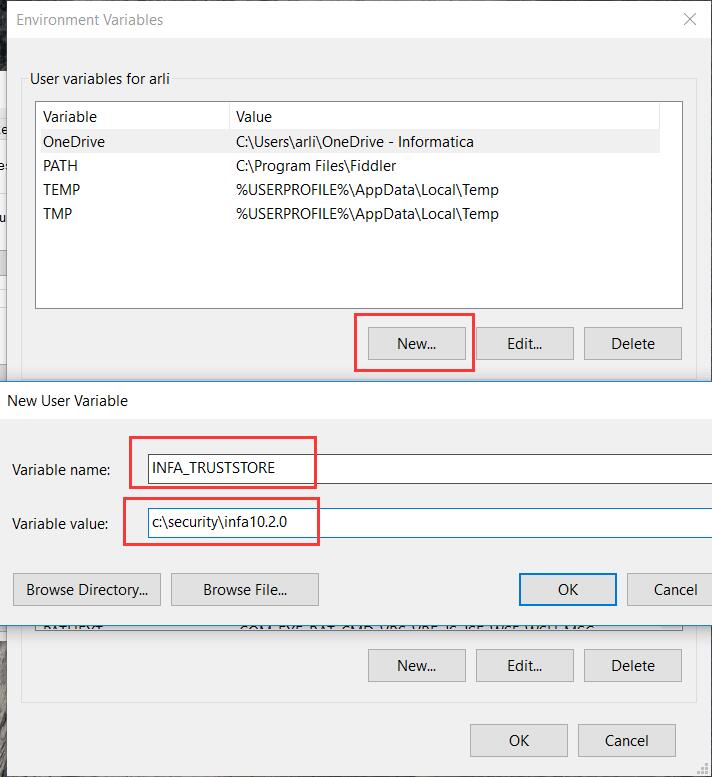 Environment Variables
User variables for arli
Variable Value
OneDrive C:\Users\arli\OneDrive - Informatica
PATH C:\Program Files\Fiddler
TEMP %USERPROFILE%\AppData\Local\Temp
TMP %USERPROFILE%\AppData\Local\Temp
New... Edit... Delete
New User Variable
Variable name: INFA_TRUSTSTORE
Variable value: c:\security\infa10.2.0
Browse Directory... Browse File... OK Cancel
New... Edit... Delete
OK Cancel